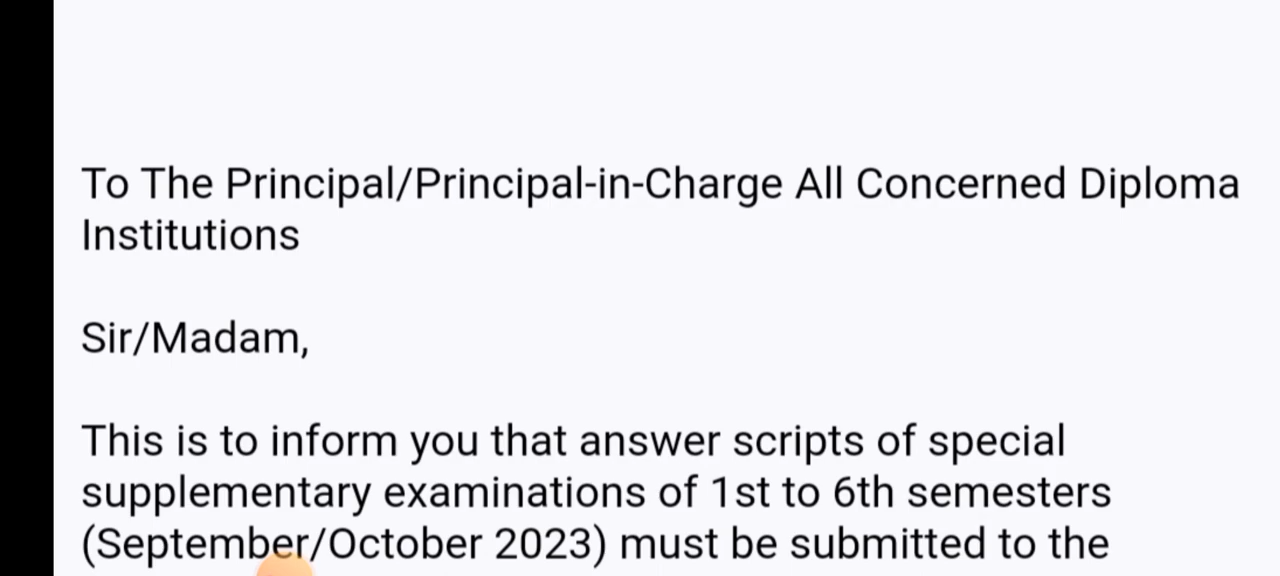 To The Principal/Principal-in-Charge All Concerned Diploma
Institutions
Sir/Madam,
This is to inform you that answer scripts of special
supplementary examinations of 1st to 6th semesters
(September/October 2023) must be submitted to the